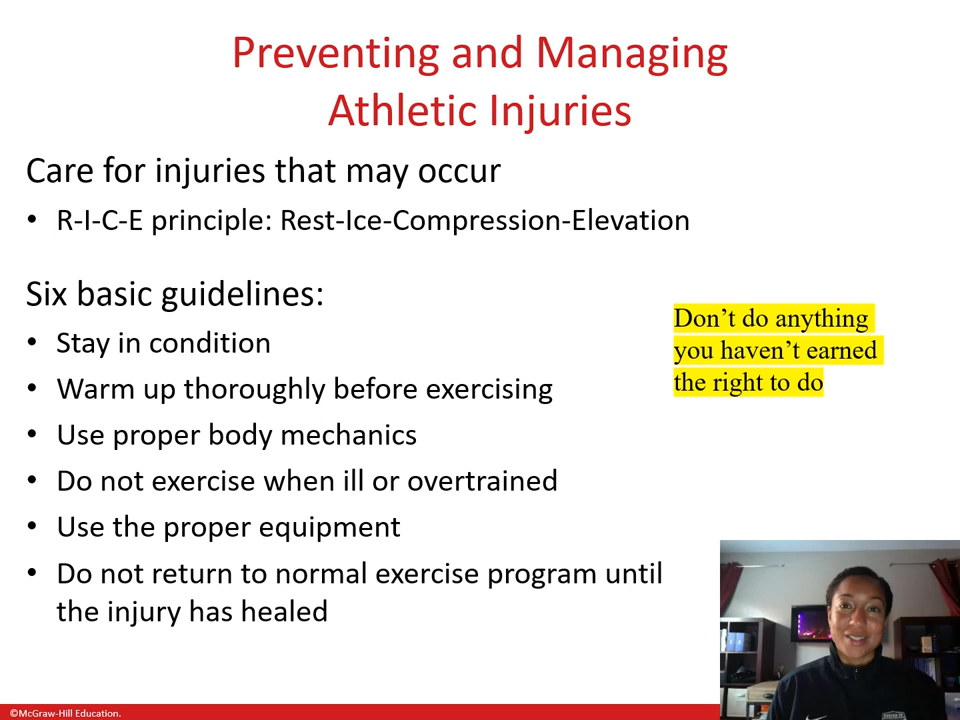 Preventing and Managing
Athletic Injuries
Care for injuries that may occur
• R-I-C-E principle: Rest-Ice-Compression-Elevation
Six basic guidelines:
• Stay in condition
• Warm up thoroughly before exercising
• Use proper body mechanics
• Do not exercise when ill or overtrained
• Use the proper equipment
• Do not return to normal exercise program until
the injury has healed
Don’t do anything
you haven’t earned
the right to do
©McGraw-Hill Education.